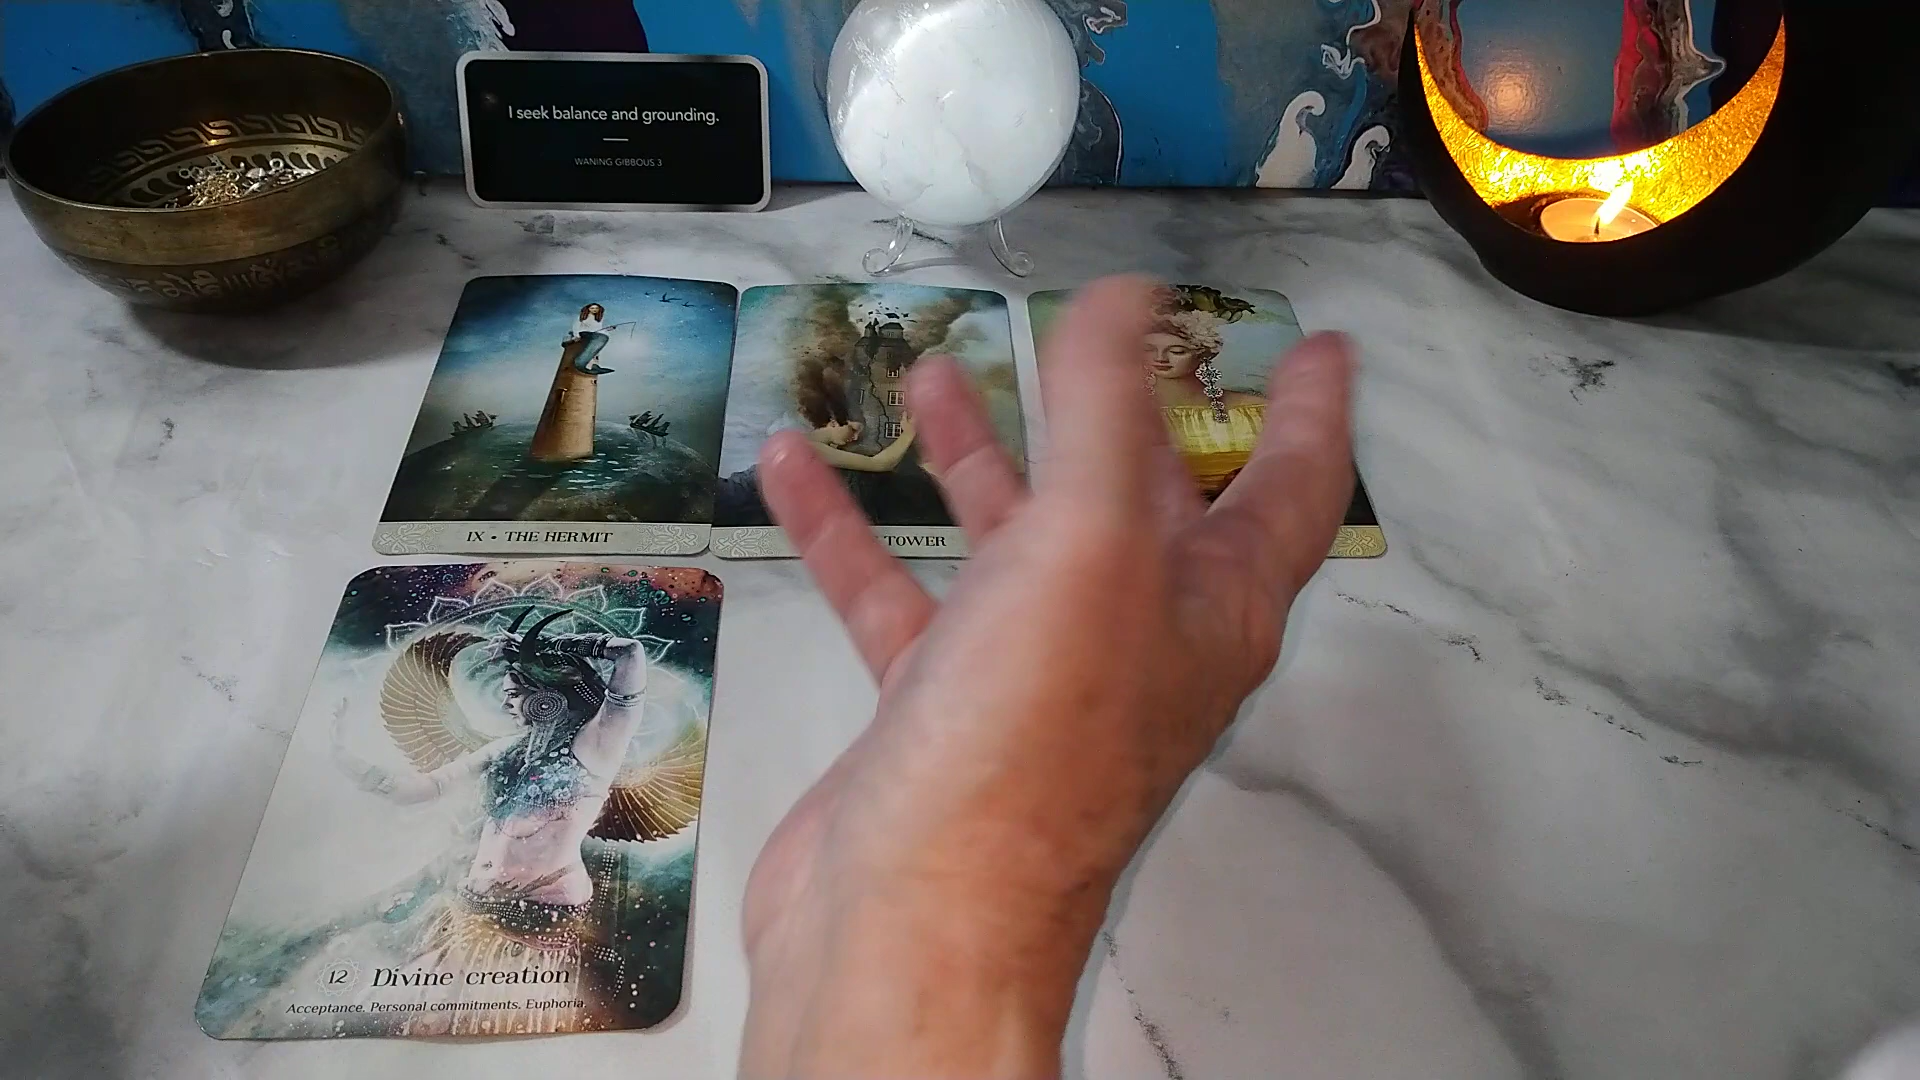 I seek balance and grounding.
WANING GIBBOUS 3
IX • THE HERMIT
TOWER
12 Divine creation
Acceptance. Personal commitments. Euphoria.